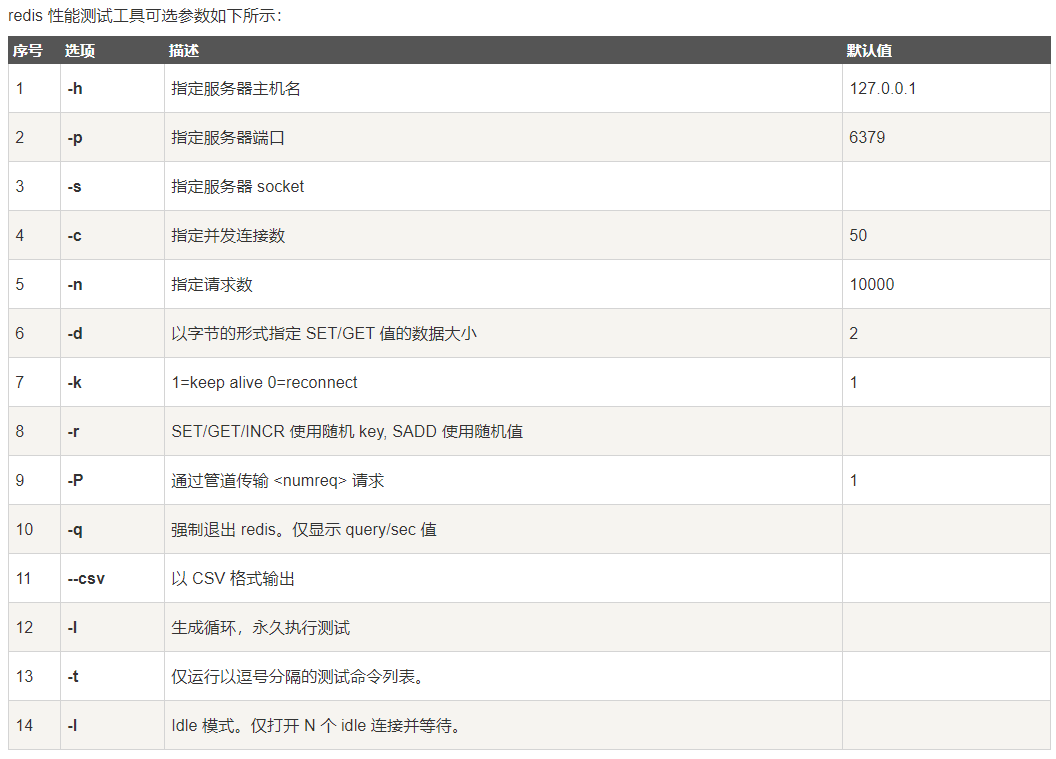 redis 性能测试工具可选参数如下所示：
序号 选项 描述 默认值
1 -h 指定服务器主机名 127.0.0.1
2 -p 指定服务器端口 6379
3 -s 指定服务器 socket
4 -c 指定并发连接数 50
5 -n 指定请求数 10000
6 -d 以字节的形式指定 SET/GET 值的数据大小 2
7 -k 1=keep alive 0=reconnect 1
8 -r SET/GET/INCR 使用随机 key, SADD 使用随机值
9 -P 通过管道传输 <numreq> 请求 1
10 -q 强制退出 redis。仅显示 query/sec 值
11 --csv 以 CSV 格式输出
12 -l 生成循环，永久执行测试
13 -t 仅运行以逗号分隔的测试命令列表。
14 -I Idle 模式。仅打开 N 个 idle 连接并等待。